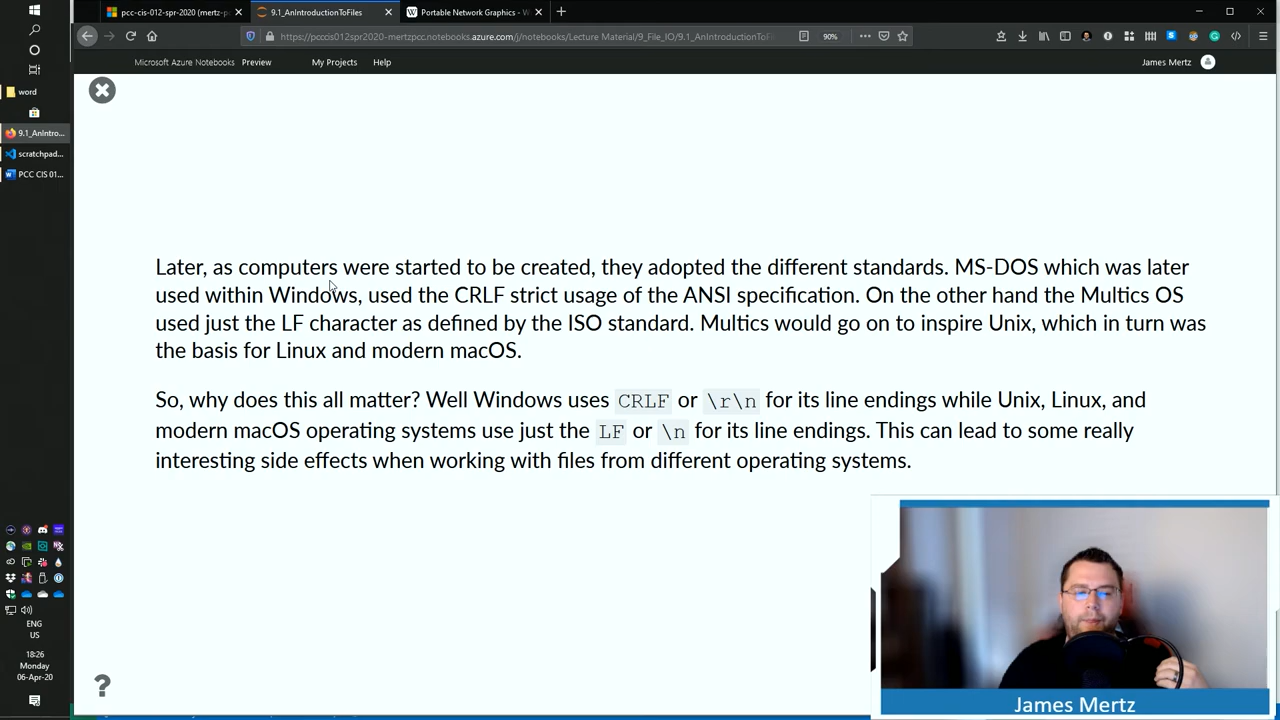 pcc-cis-012-spr-2020 (mertz-p
9.1_AnIntroductionToFiles
Portable Network Graphics - W
https://pcccis012spr2020-mertzpcc.notebooks.azure.com/j/notebooks/Lecture Material/9_File_IO/9.1_AnIntroductionToF
90%
Microsoft Azure Notebooks
Preview
My Projects
Help
James Mertz
word
9.1_AnIntro...
scratchpad...
PCC CIS 01...
Later, as computers were started to be created, they adopted the different standards. MS-DOS which was later
used within Windows, used the CRLF strict usage of the ANSI specification. On the other hand the Multics OS
used just the LF character as defined by the ISO standard. Multics would go on to inspire Unix, which in turn was
the basis for Linux and modern macOS.
So, why does this all matter? Well Windows uses CRLF or \r\n for its line endings while Unix, Linux, and
modern macOS operating systems use just the LF or \n for its line endings. This can lead to some really
interesting side effects when working with files from different operating systems.
ENG
US
18:26
Monday
06-Apr-20
?
James Mertz